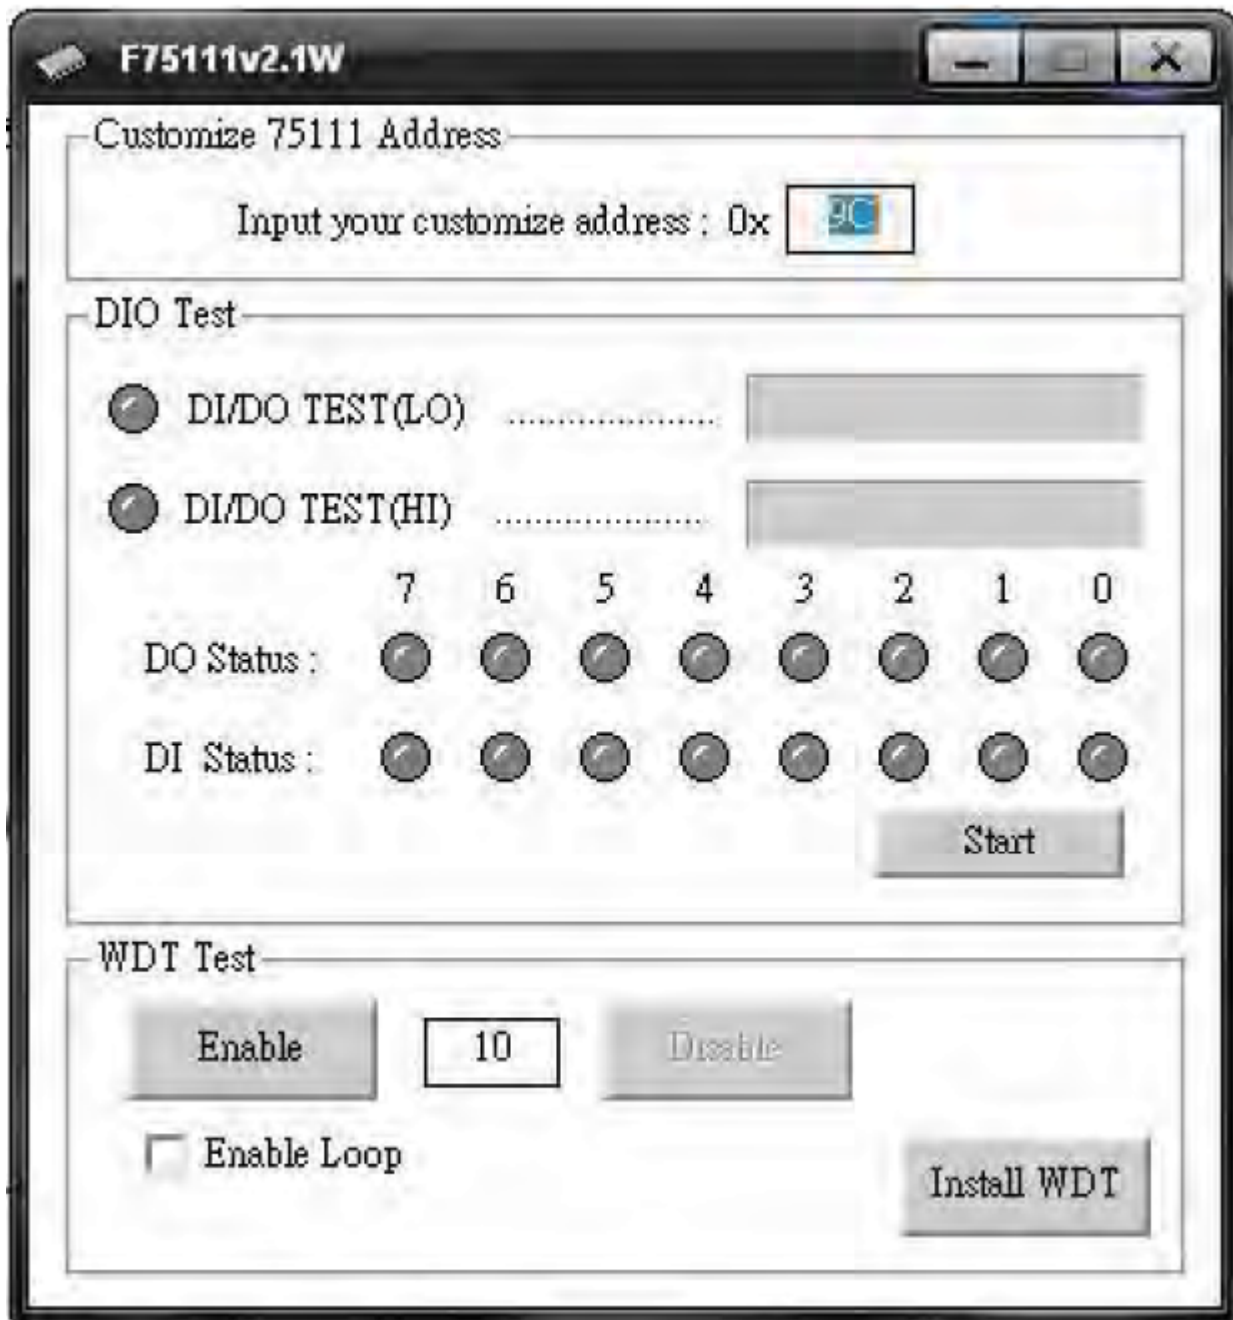 F75111v2.1W
Customize 75111 Address
Input your customize address : 0x 9C
DIO Test
DI/DO TEST(LO) ....................
DI/DO TEST(HI) ....................
7 6 5 4 3 2 1 0
DO Status :
DI Status :
Start
WDT Test
Enable 10 Disable
Enable Loop
Install WDT